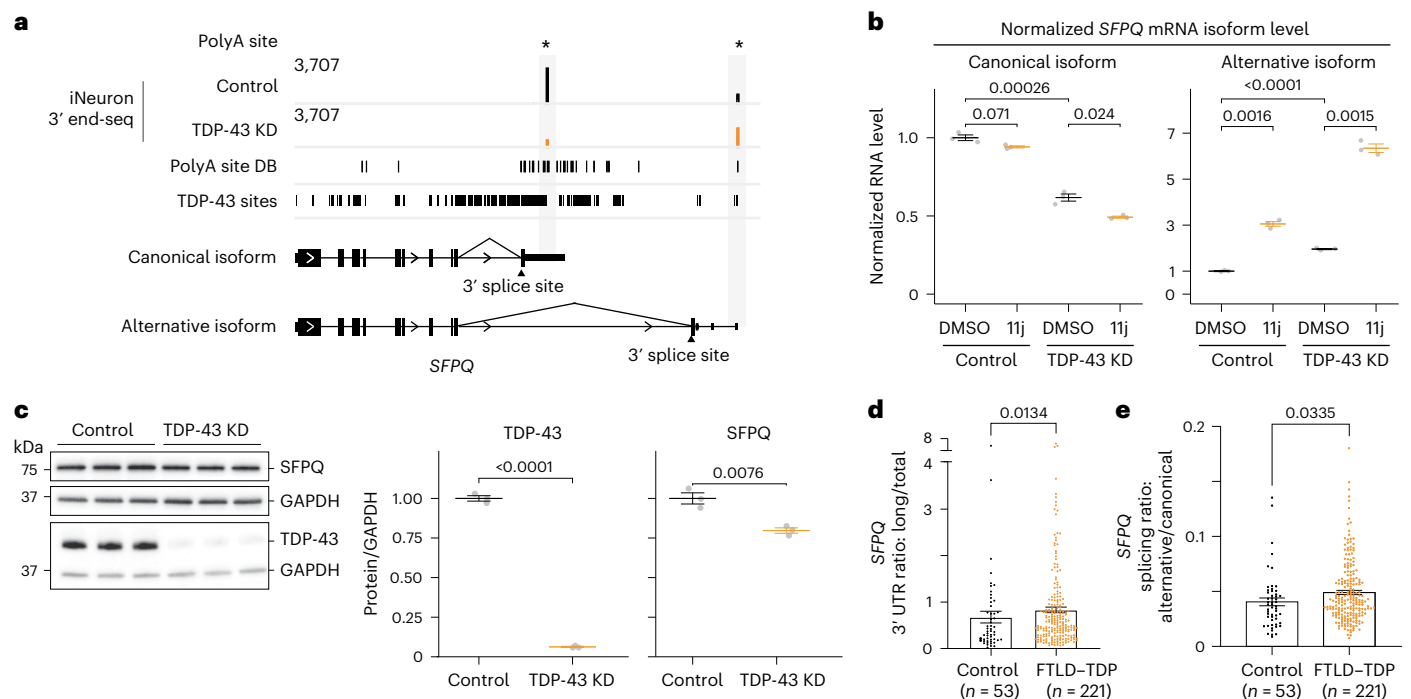 a
PolyA site
*
*
3,707
Control
iNeuron
3′ end-seq
3,707
TDP-43 KD
PolyA site DB
TDP-43 sites
Canonical isoform
3′ splice site
Alternative isoform
3′ splice site
SFPQ
b
Normalized SFPQ mRNA isoform level
Canonical isoform
Alternative isoform
Normalized RNA level
1.0
0.5
0
0.00026
0.071
0.024
DMSO
11j
DMSO
11j
Control
TDP-43 KD
7
5
3
1
0
<0.0001
0.0016
0.0015
DMSO
11j
DMSO
11j
Control
TDP-43 KD
c
Control
TDP-43 KD
kDa
75
SFPQ
37
GAPDH
TDP-43
37
GAPDH
Protein/GAPDH
TDP-43
<0.0001
1.00
0.75
0.50
0.25
0
Control
TDP-43 KD
SFPQ
0.0076
Control
TDP-43 KD
d
SFPQ
3′ UTR ratio: long/total
8
4
3
1
0
0.0134
Control
(n = 53)
FTLD–TDP
(n = 221)
e
SFPQ
splicing ratio:
alternative/canonical
0.2
0.1
0
0.0335
Control
(n = 53)
FTLD–TDP
(n = 221)